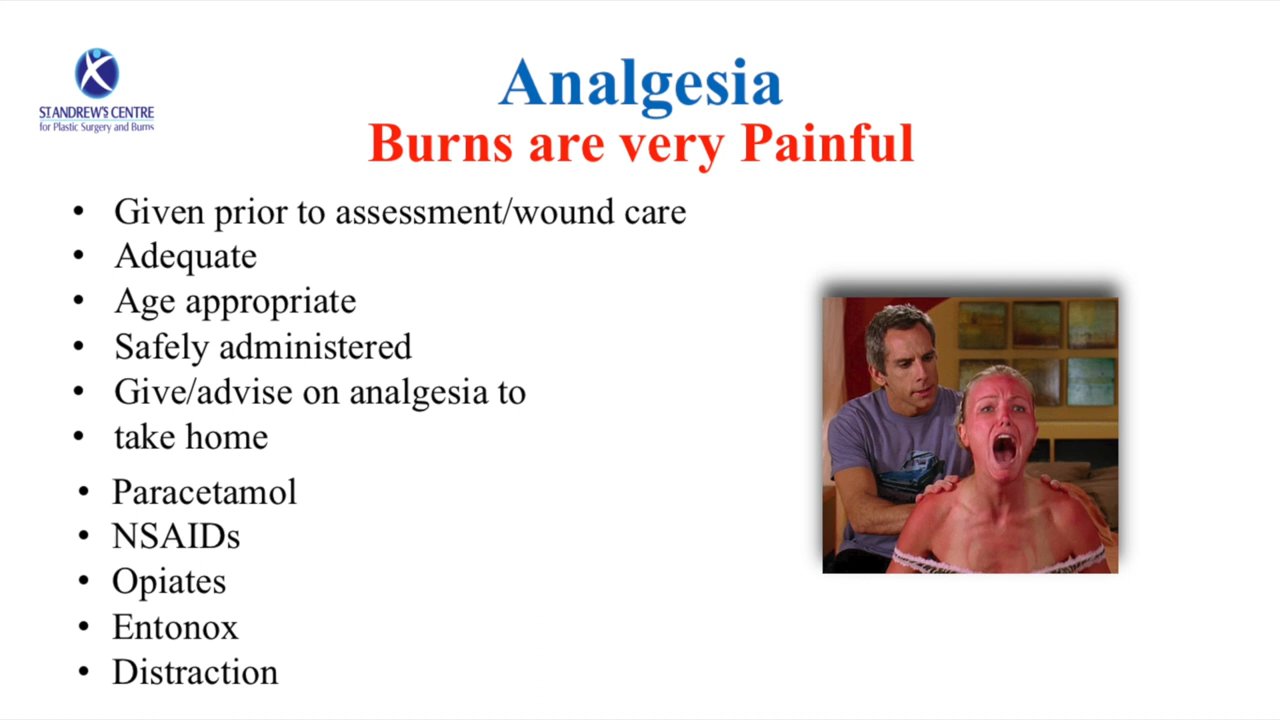 ST ANDREW'S CENTRE
for Plastic Surgery and Burns
Analgesia
Burns are very Painful
• Given prior to assessment/wound care
• Adequate
• Age appropriate
• Safely administered
• Give/advise on analgesia to
• take home
• Paracetamol
• NSAIDs
• Opiates
• Entonox
• Distraction